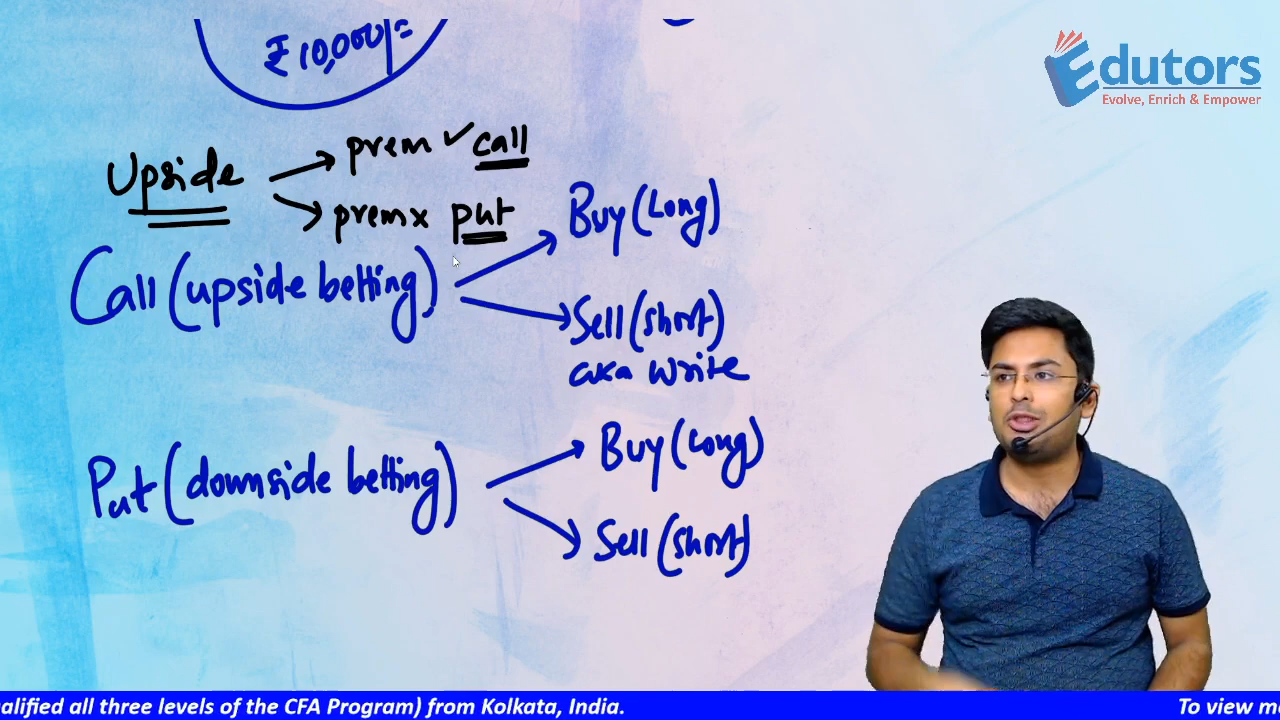 ₹10,000/=
Edutors
Evolve, Enrich & Empower
Upside
prem ✓ call
prem x put
Call (upside betting)
Buy (Long)
Sell (short)
aka write
Put (downside betting)
Buy (Long)
Sell (short)
alified all three levels of the CFA Program) from Kolkata, India.
To view m